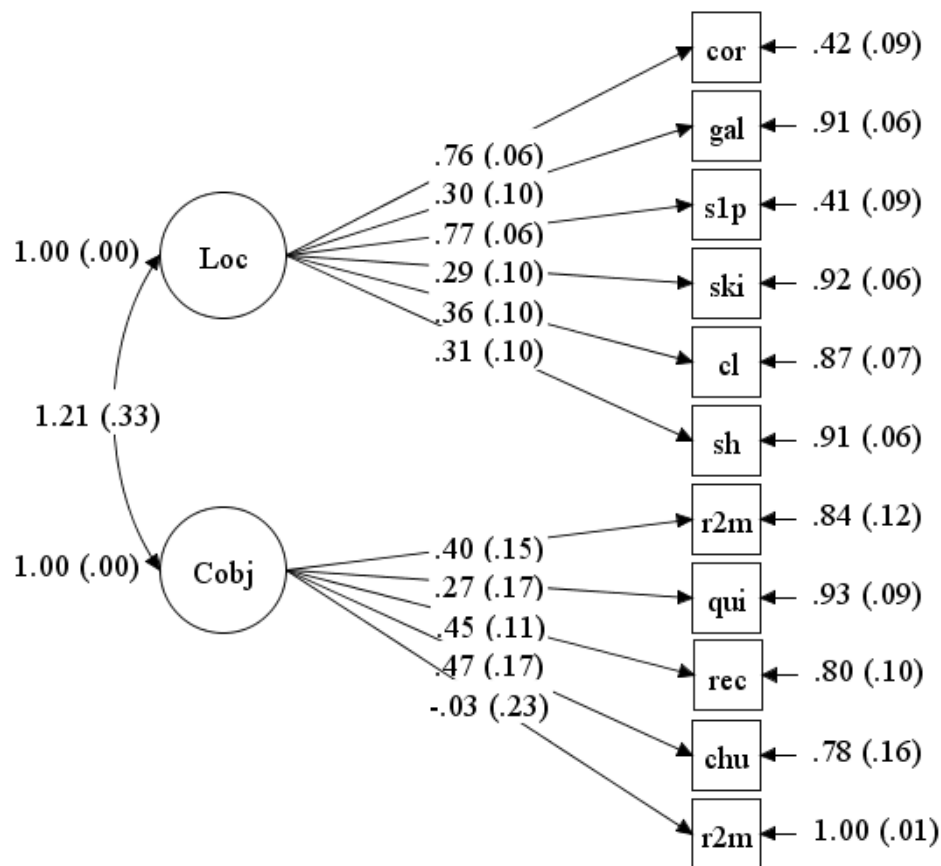 cor
.42 (.09)
gal
.91 (.06)
.76 (.06)
.30 (.10)
s1p
.41 (.09)
.77 (.06)
1.00 (.00)
Loc
.29 (.10)
ski
.92 (.06)
.36 (.10)
.31 (.10)
cl
.87 (.07)
1.21 (.33)
sh
.91 (.06)
r2m
.84 (.12)
.40 (.15)
1.00 (.00)
Cobj
.27 (.17)
qui
.93 (.09)
.45 (.11)
.47 (.17)
rec
.80 (.10)
-.03 (.23)
chu
.78 (.16)
r2m
1.00 (.01)